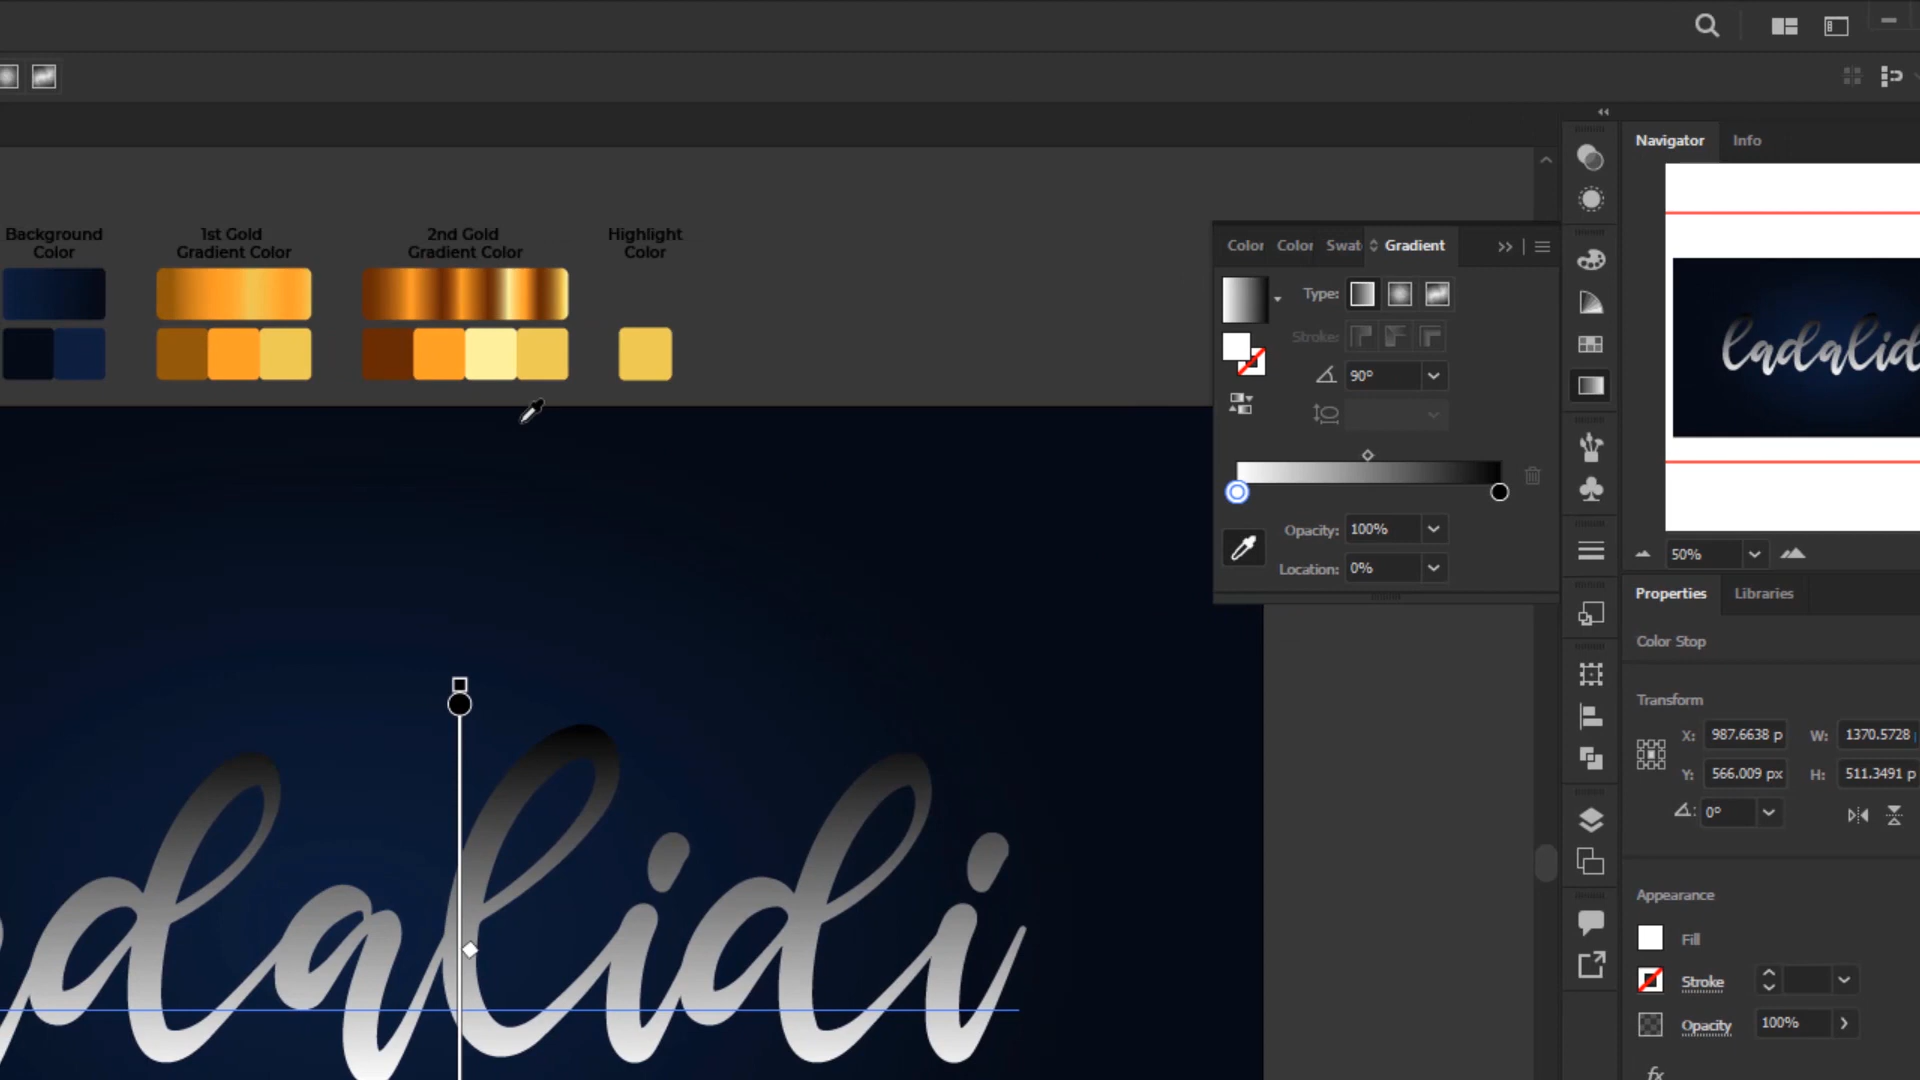 Background
Color
1st Gold
Gradient Color
2nd Gold
Gradient Color
Highlight
Color
Color
Color
Swat
Gradient
Type:
Stroke:
90°
Opacity: 100%
Location: 0%
Navigator
Info
ladalid
50%
Properties
Libraries
Color Stop
Transform
X: 987.6638 p
W: 1370.5728
Y: 566.009 px
H: 511.3491 p
0°
Appearance
Fill
Stroke
Opacity
100%
fx
dalidi